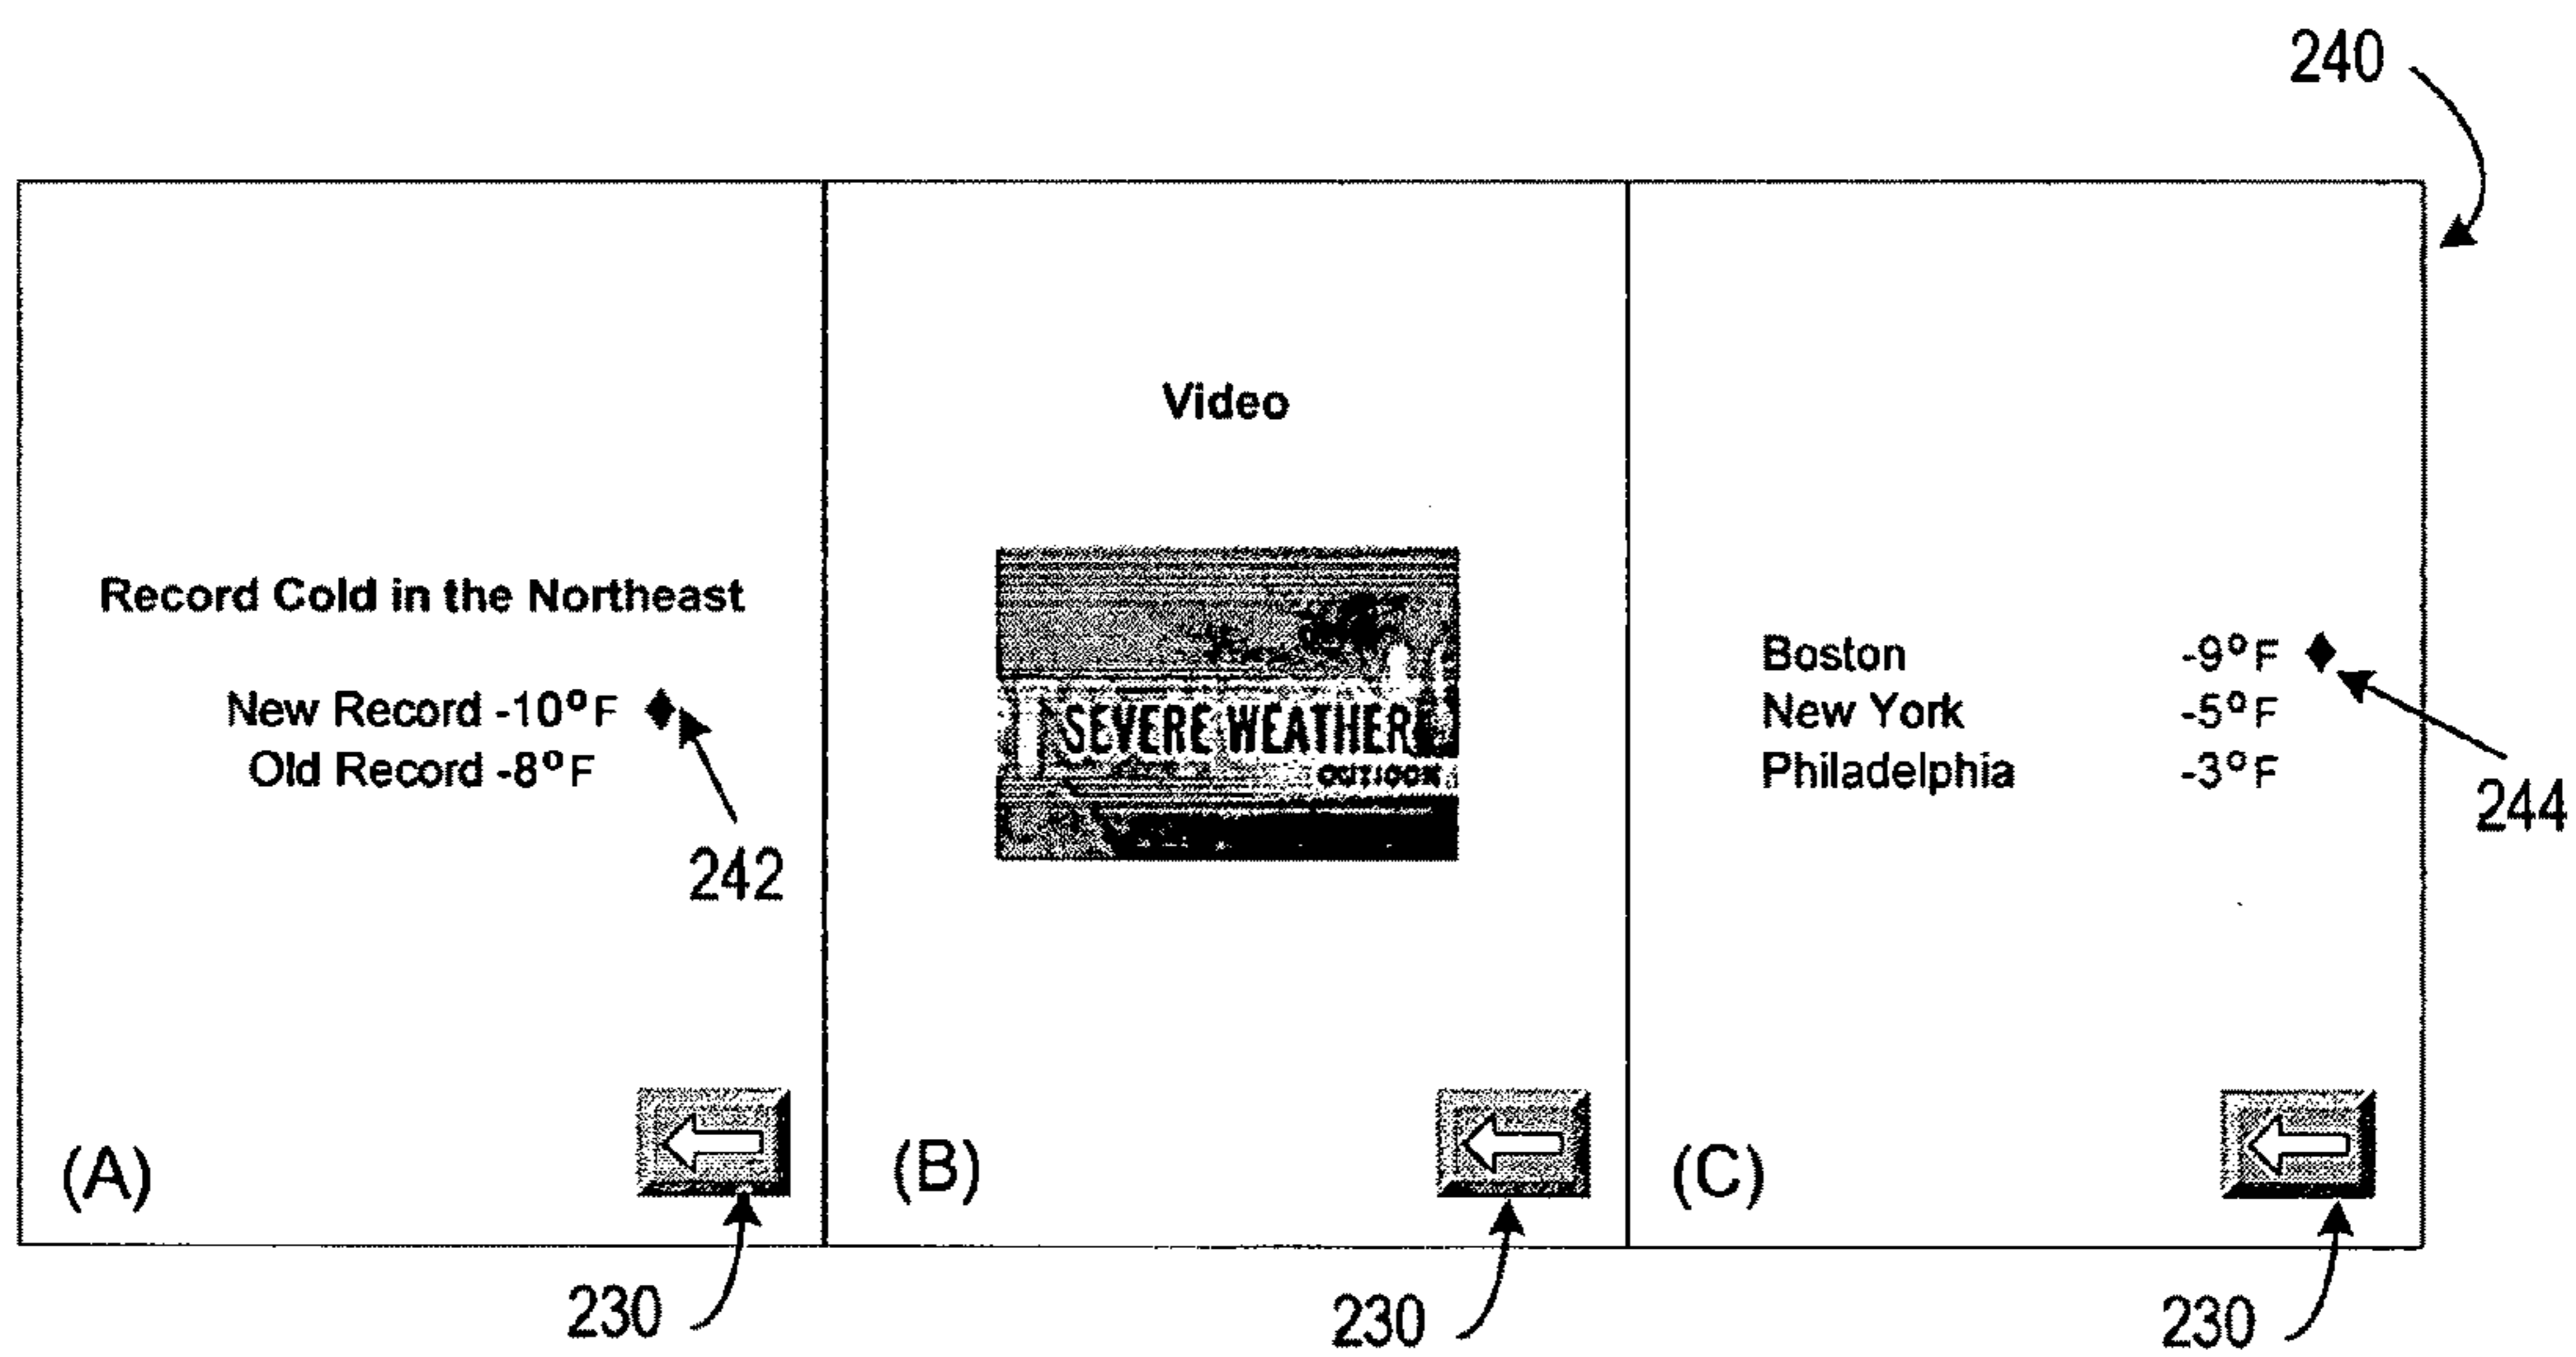 240
Record Cold in the Northeast
New Record -10°F ♦
Old Record -8°F
242
(A)
230
Video
SEVERE WEATHER
OUTLOOK
(B)
230
Boston -9°F ♦
New York -5°F
Philadelphia -3°F
244
(C)
230